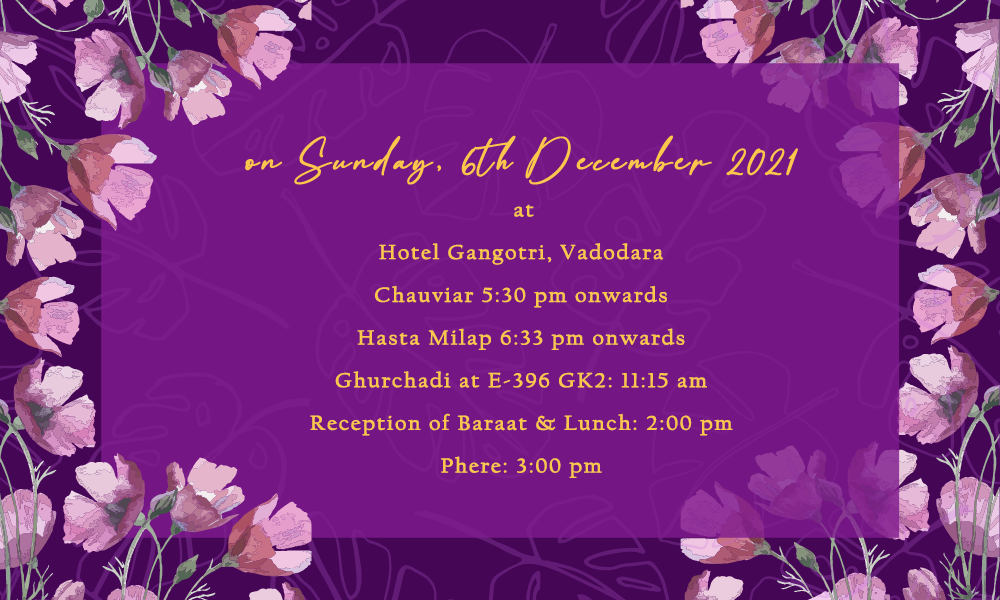 on Sunday, 6th December 2021
at
Hotel Gangotri, Vadodara
Chauviar 5:30 pm onwards
Hasta Milap 6:33 pm onwards
Ghurchadi at E-396 GK2: 11:15 am
Reception of Baraat & Lunch: 2:00 pm
Phere: 3:00 pm